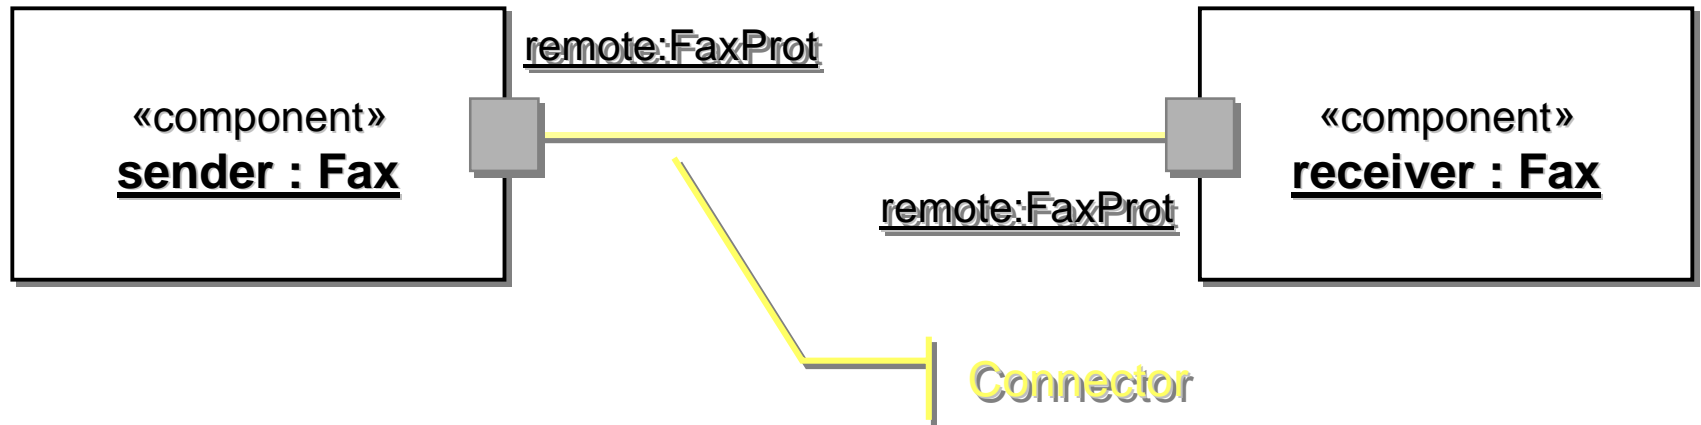 remote:FaxProt
«component»
sender : Fax
«component»
receiver : Fax
remote:FaxProt
Connector